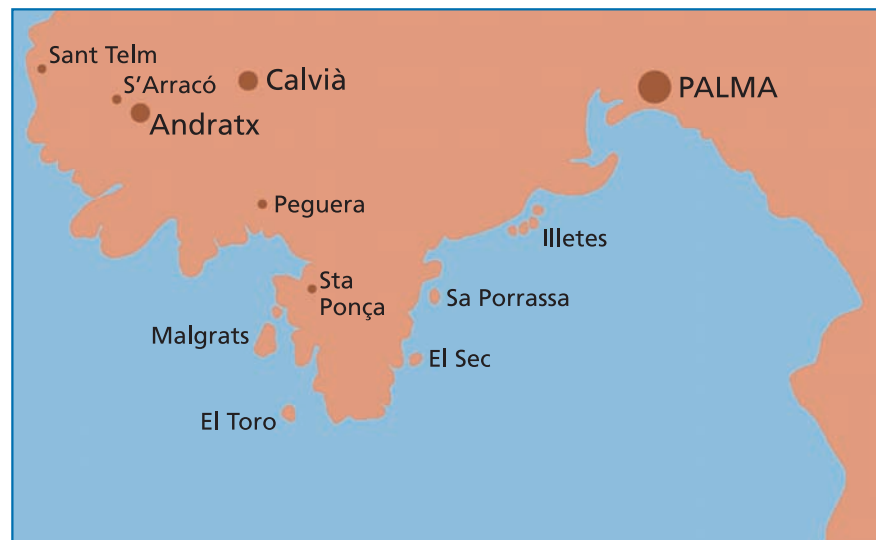 Sant Telm
S'Arracó
Calvià
Andratx
PALMA
Peguera
Illetes
Sta
Ponça
Sa Porrassa
Malgrats
El Sec
El Toro